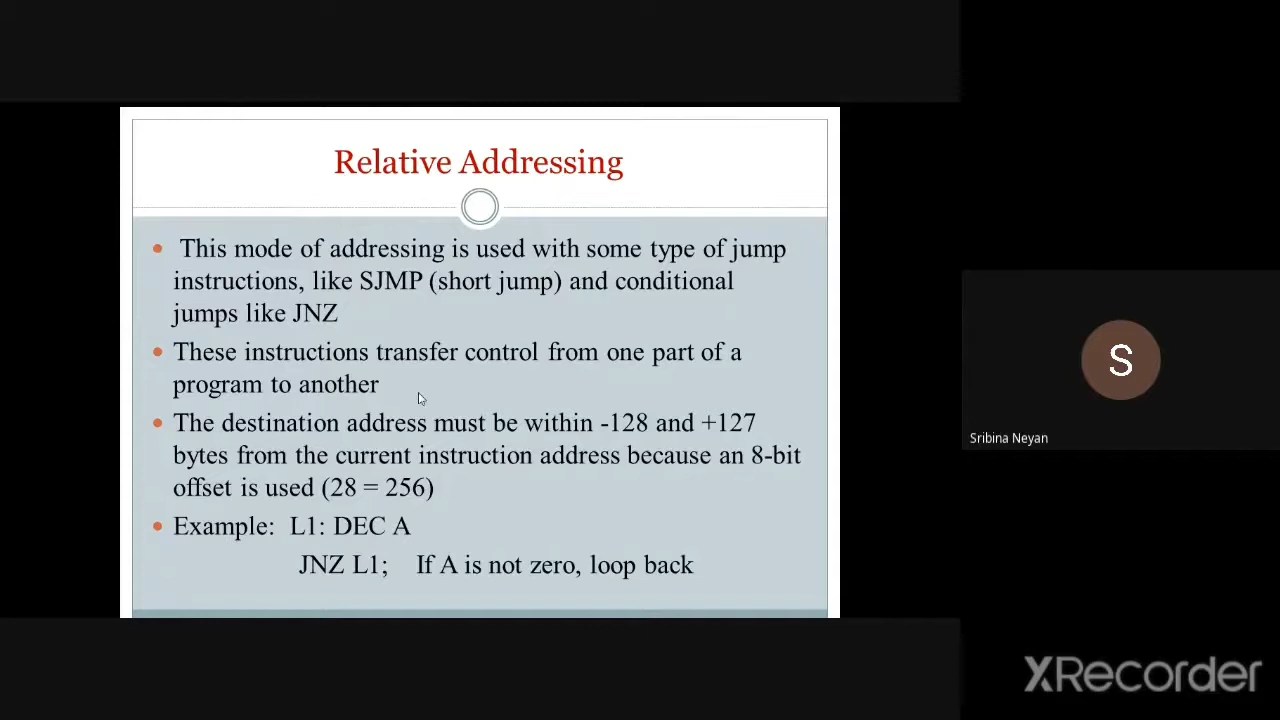 Relative Addressing
This mode of addressing is used with some type of jump
instructions, like SJMP (short jump) and conditional
jumps like JNZ
These instructions transfer control from one part of a
program to another
The destination address must be within -128 and +127
bytes from the current instruction address because an 8-bit
offset is used (28 = 256)
Example: L1: DEC A
JNZ L1; If A is not zero, loop back
S
Sribina Neyan
XRecorder